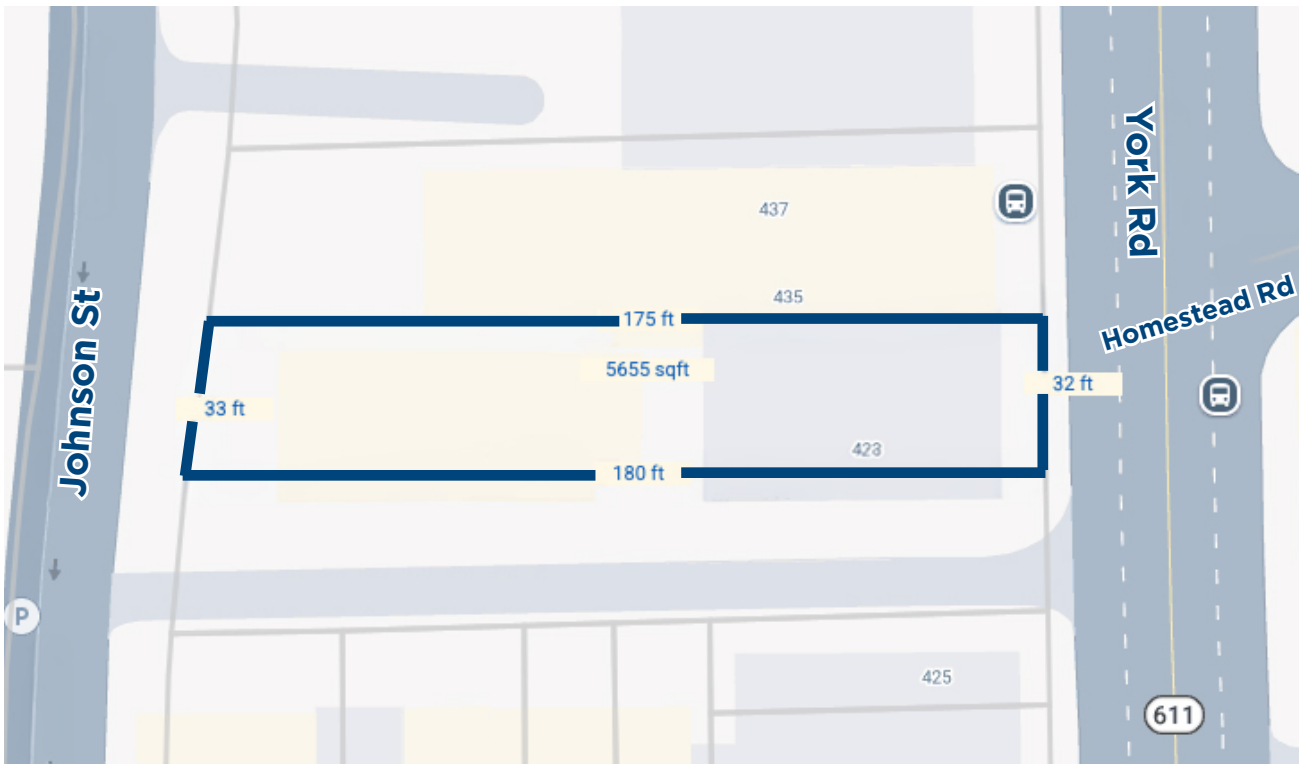 York Rd
437
435
Homestead Rd
Johnson St
175 ft
5655 sqft
32 ft
33 ft
423
180 ft
P
425
611